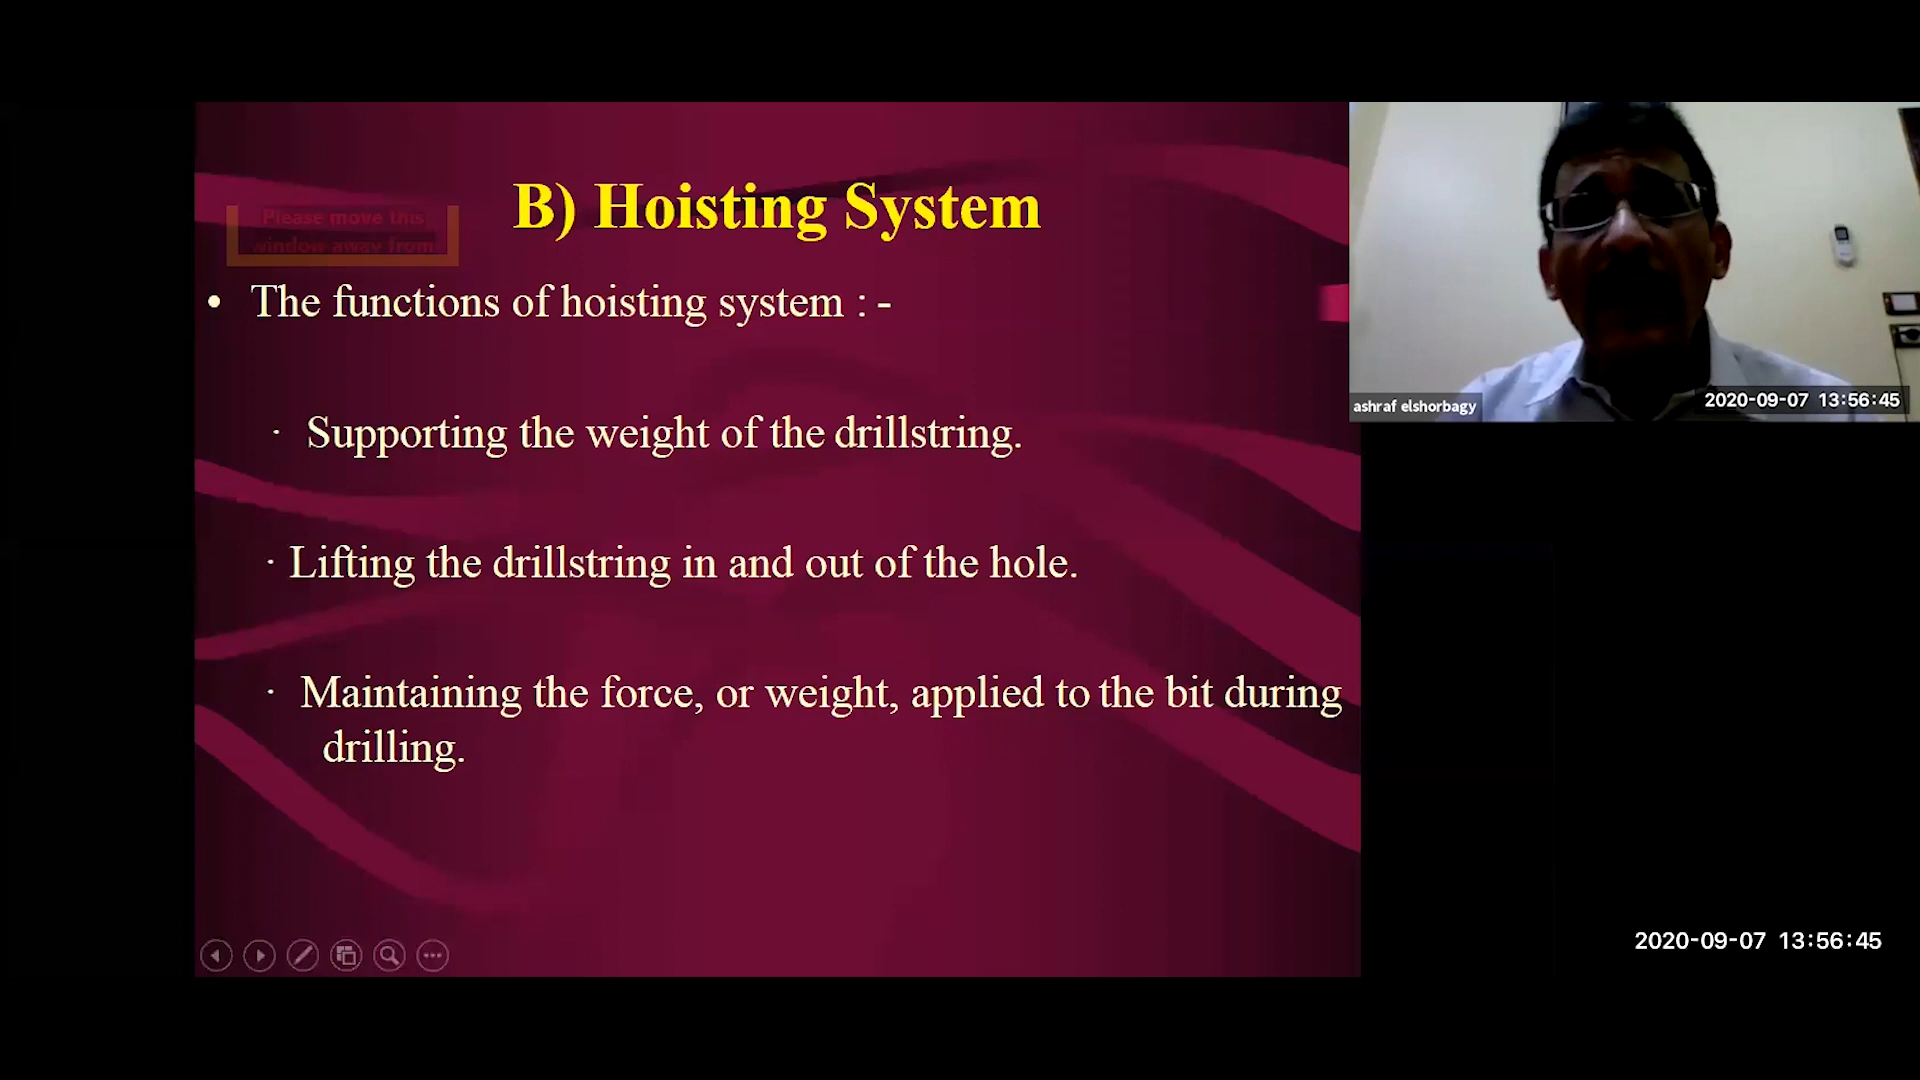 B) Hoisting System
Please move this
window away from
• The functions of hoisting system : -
· Supporting the weight of the drillstring.
· Lifting the drillstring in and out of the hole.
· Maintaining the force, or weight, applied to the bit during
drilling.
ashraf elshorbagy
2020-09-07 13:56:45
2020-09-07 13:56:45